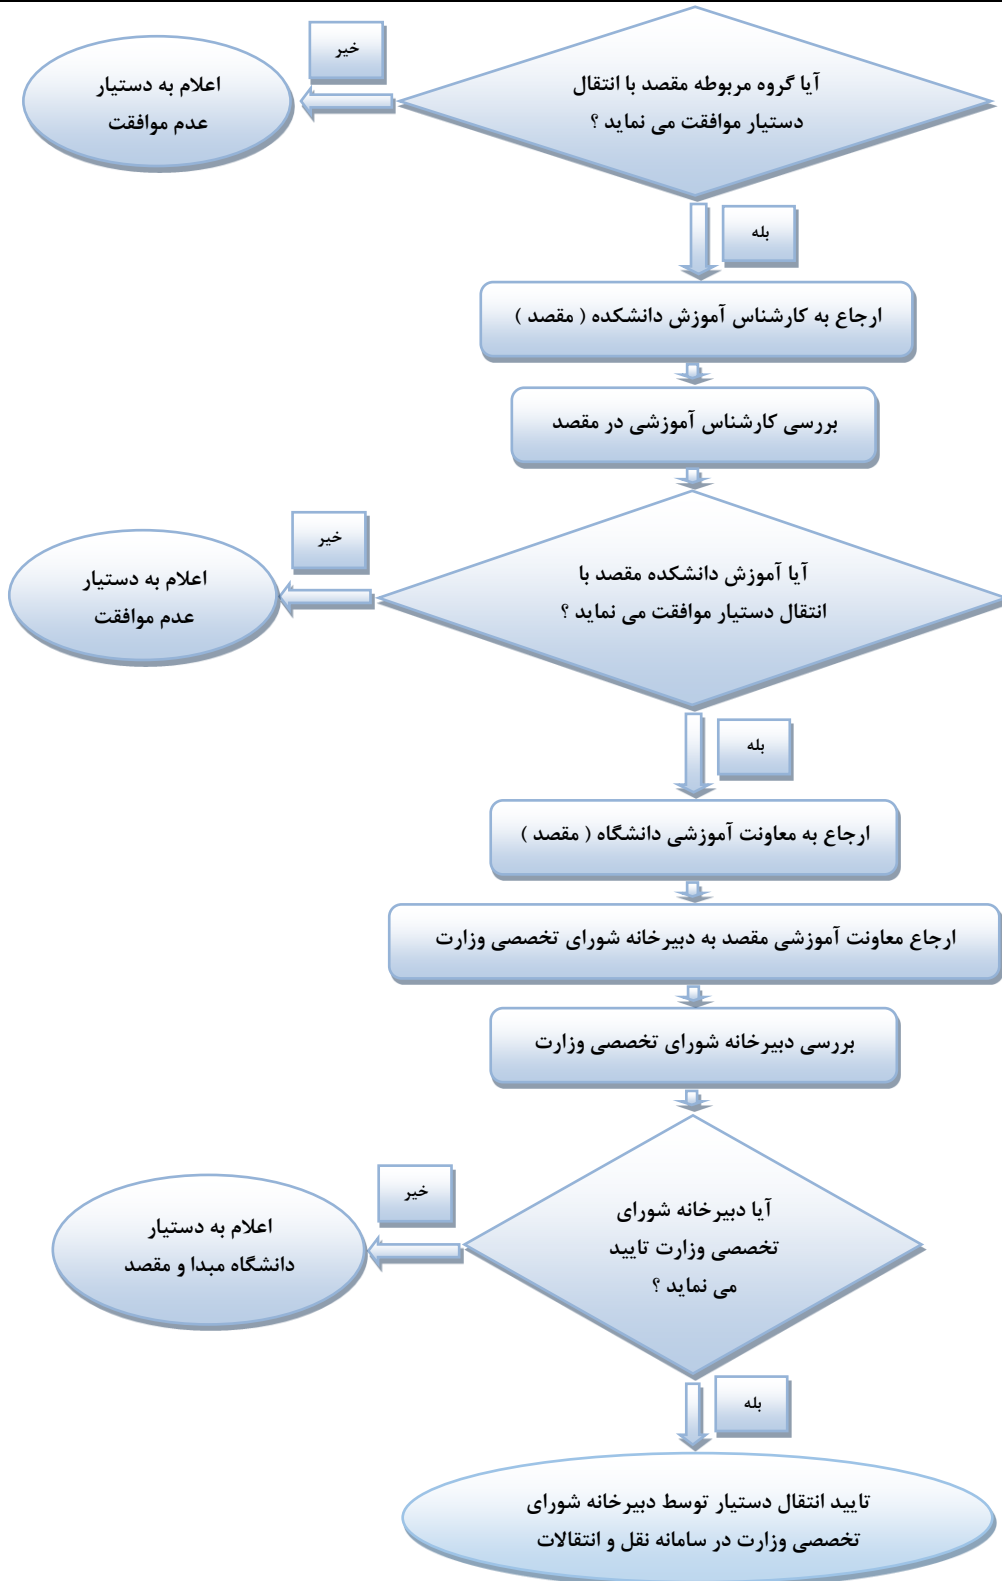 آیا گروه مربوطه مقصد با انتقال
دستیار موافقت می نماید ؟
خیر
اعلام به دستیار
عدم موافقت
بله
ارجاع به کارشناس آموزش دانشکده ( مقصد )
بررسی کارشناس آموزشی در مقصد
آیا آموزش دانشکده مقصد با
انتقال دستیار موافقت می نماید ؟
خیر
اعلام به دستیار
عدم موافقت
بله
ارجاع به معاونت آموزشی دانشگاه ( مقصد )
ارجاع معاونت آموزشی مقصد به دبیرخانه شورای تخصصی وزارت
بررسی دبیرخانه شورای تخصصی وزارت
آیا دبیرخانه شورای
تخصصی وزارت تایید
می نماید ؟
خیر
اعلام به دستیار
دانشگاه مبدا و مقصد
بله
تایید انتقال دستیار توسط دبیرخانه شورای
تخصصی وزارت در سامانه نقل و انتقالات